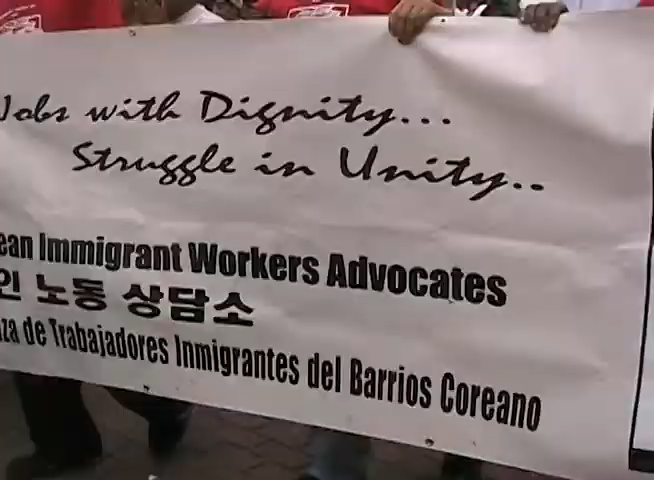 Jobs with Dignity...
Struggle in Unity..
ean Immigrant Workers Advocates
인 노동 상담소
za de Trabajadores Inmigrantes del Barrios Coreano